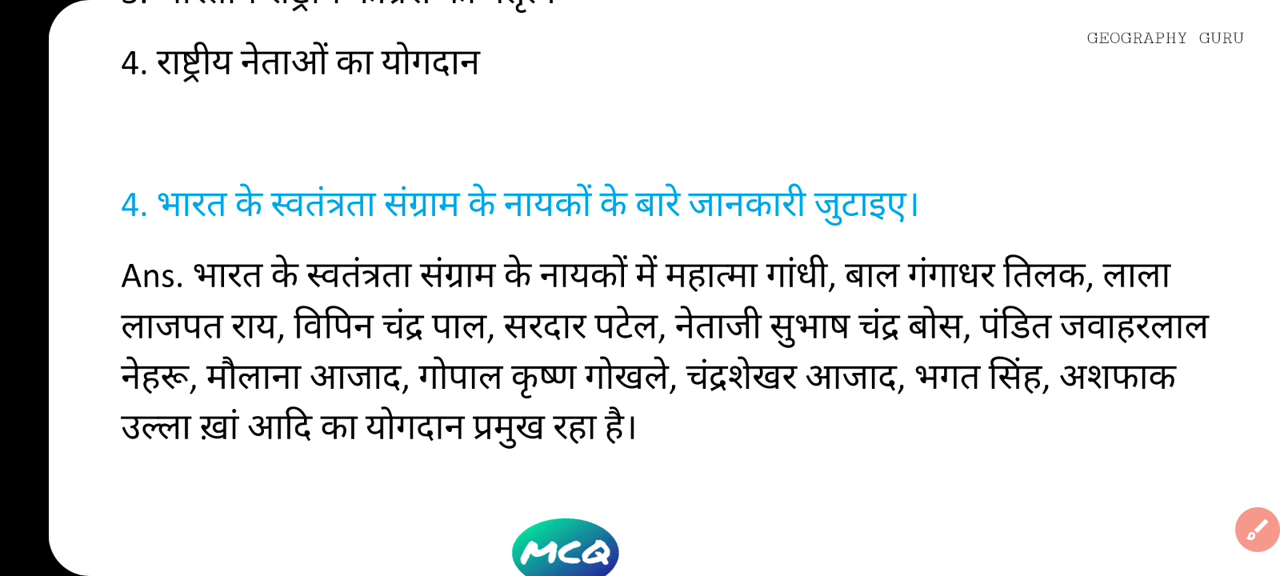 4. राष्ट्रीय नेताओं का योगदान
GEOGRAPHY GURU
4. भारत के स्वतंत्रता संग्राम के नायकों के बारे जानकारी जुटाइए।
Ans. भारत के स्वतंत्रता संग्राम के नायकों में महात्मा गांधी, बाल गंगाधर तिलक, लाला
लाजपत राय, विपिन चंद्र पाल, सरदार पटेल, नेताजी सुभाष चंद्र बोस, पंडित जवाहरलाल
नेहरू, मौलाना आजाद, गोपाल कृष्ण गोखले, चंद्रशेखर आजाद, भगत सिंह, अशफाक
उल्ला ख़ां आदि का योगदान प्रमुख रहा है।
MCQ